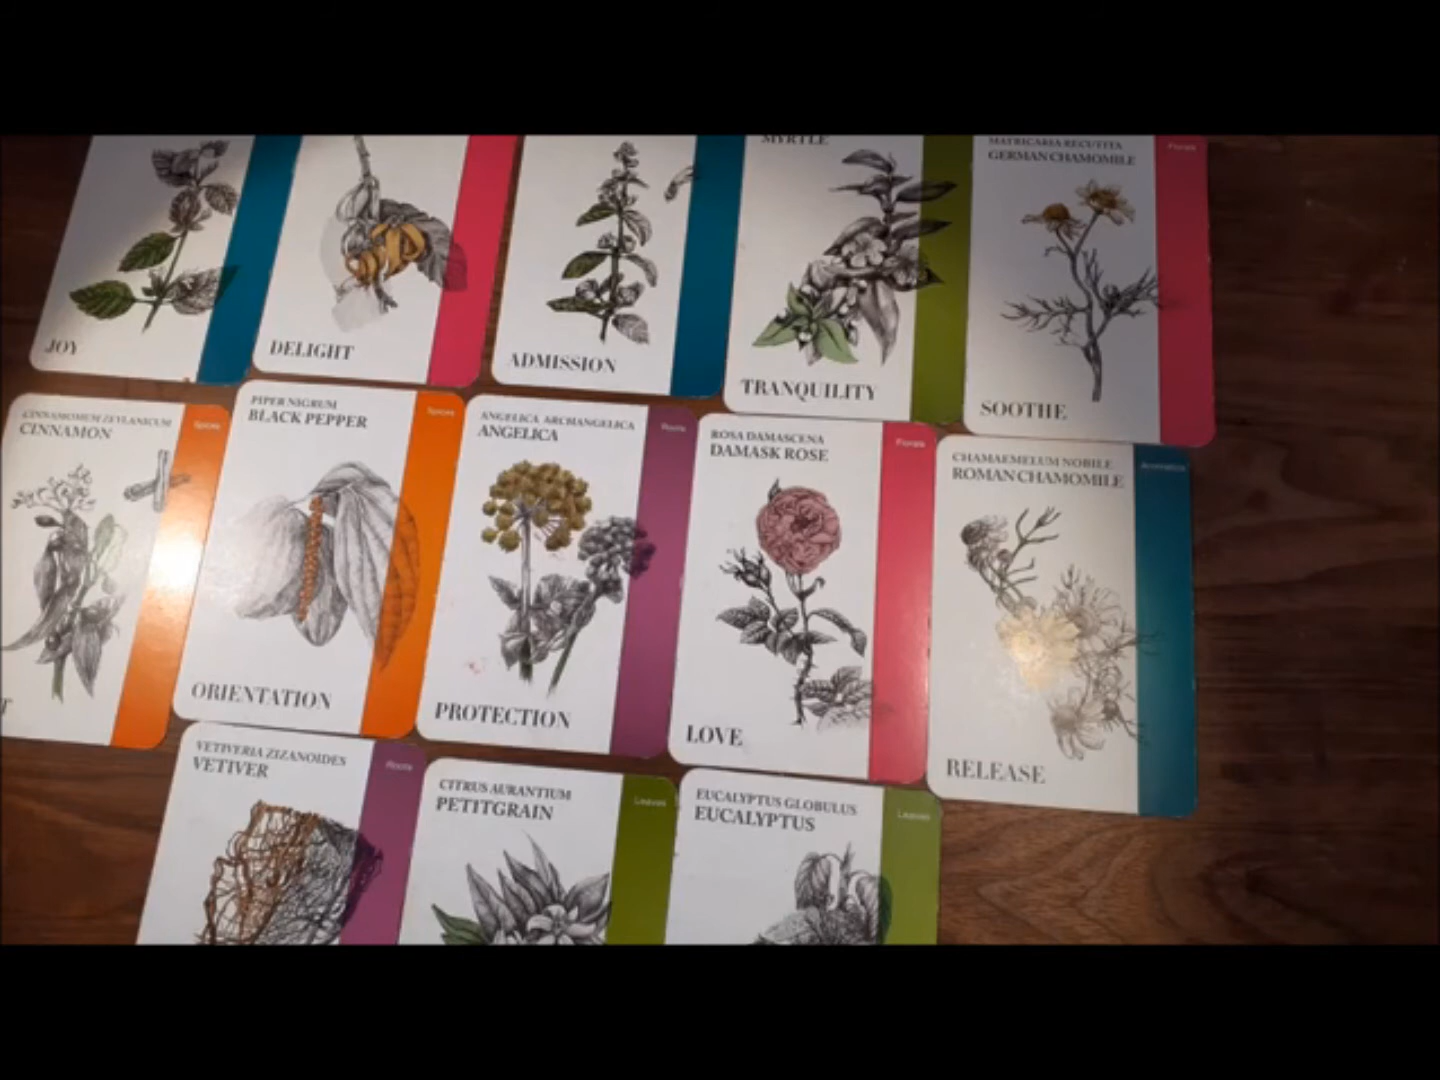 JOY
DELIGHT
ADMISSION
MYRTLE
TRANQUILITY
MATRICARIA RECUTITA
GERMAN CHAMOMILE
Florals
SOOTHE
CINNAMOMUM ZEYLANICUM
CINNAMON
Spices
T
PIPER NIGRUM
BLACK PEPPER
Spices
ORIENTATION
ANGELICA ARCHANGELICA
ANGELICA
Roots
PROTECTION
ROSA DAMASCENA
DAMASK ROSE
Florals
LOVE
CHAMAEMELUM NOBILE
ROMAN CHAMOMILE
Aromatics
RELEASE
VETIVERIA ZIZANOIDES
VETIVER
Roots
CITRUS AURANTIUM
PETITGRAIN
Leaves
EUCALYPTUS GLOBULUS
EUCALYPTUS
Leaves